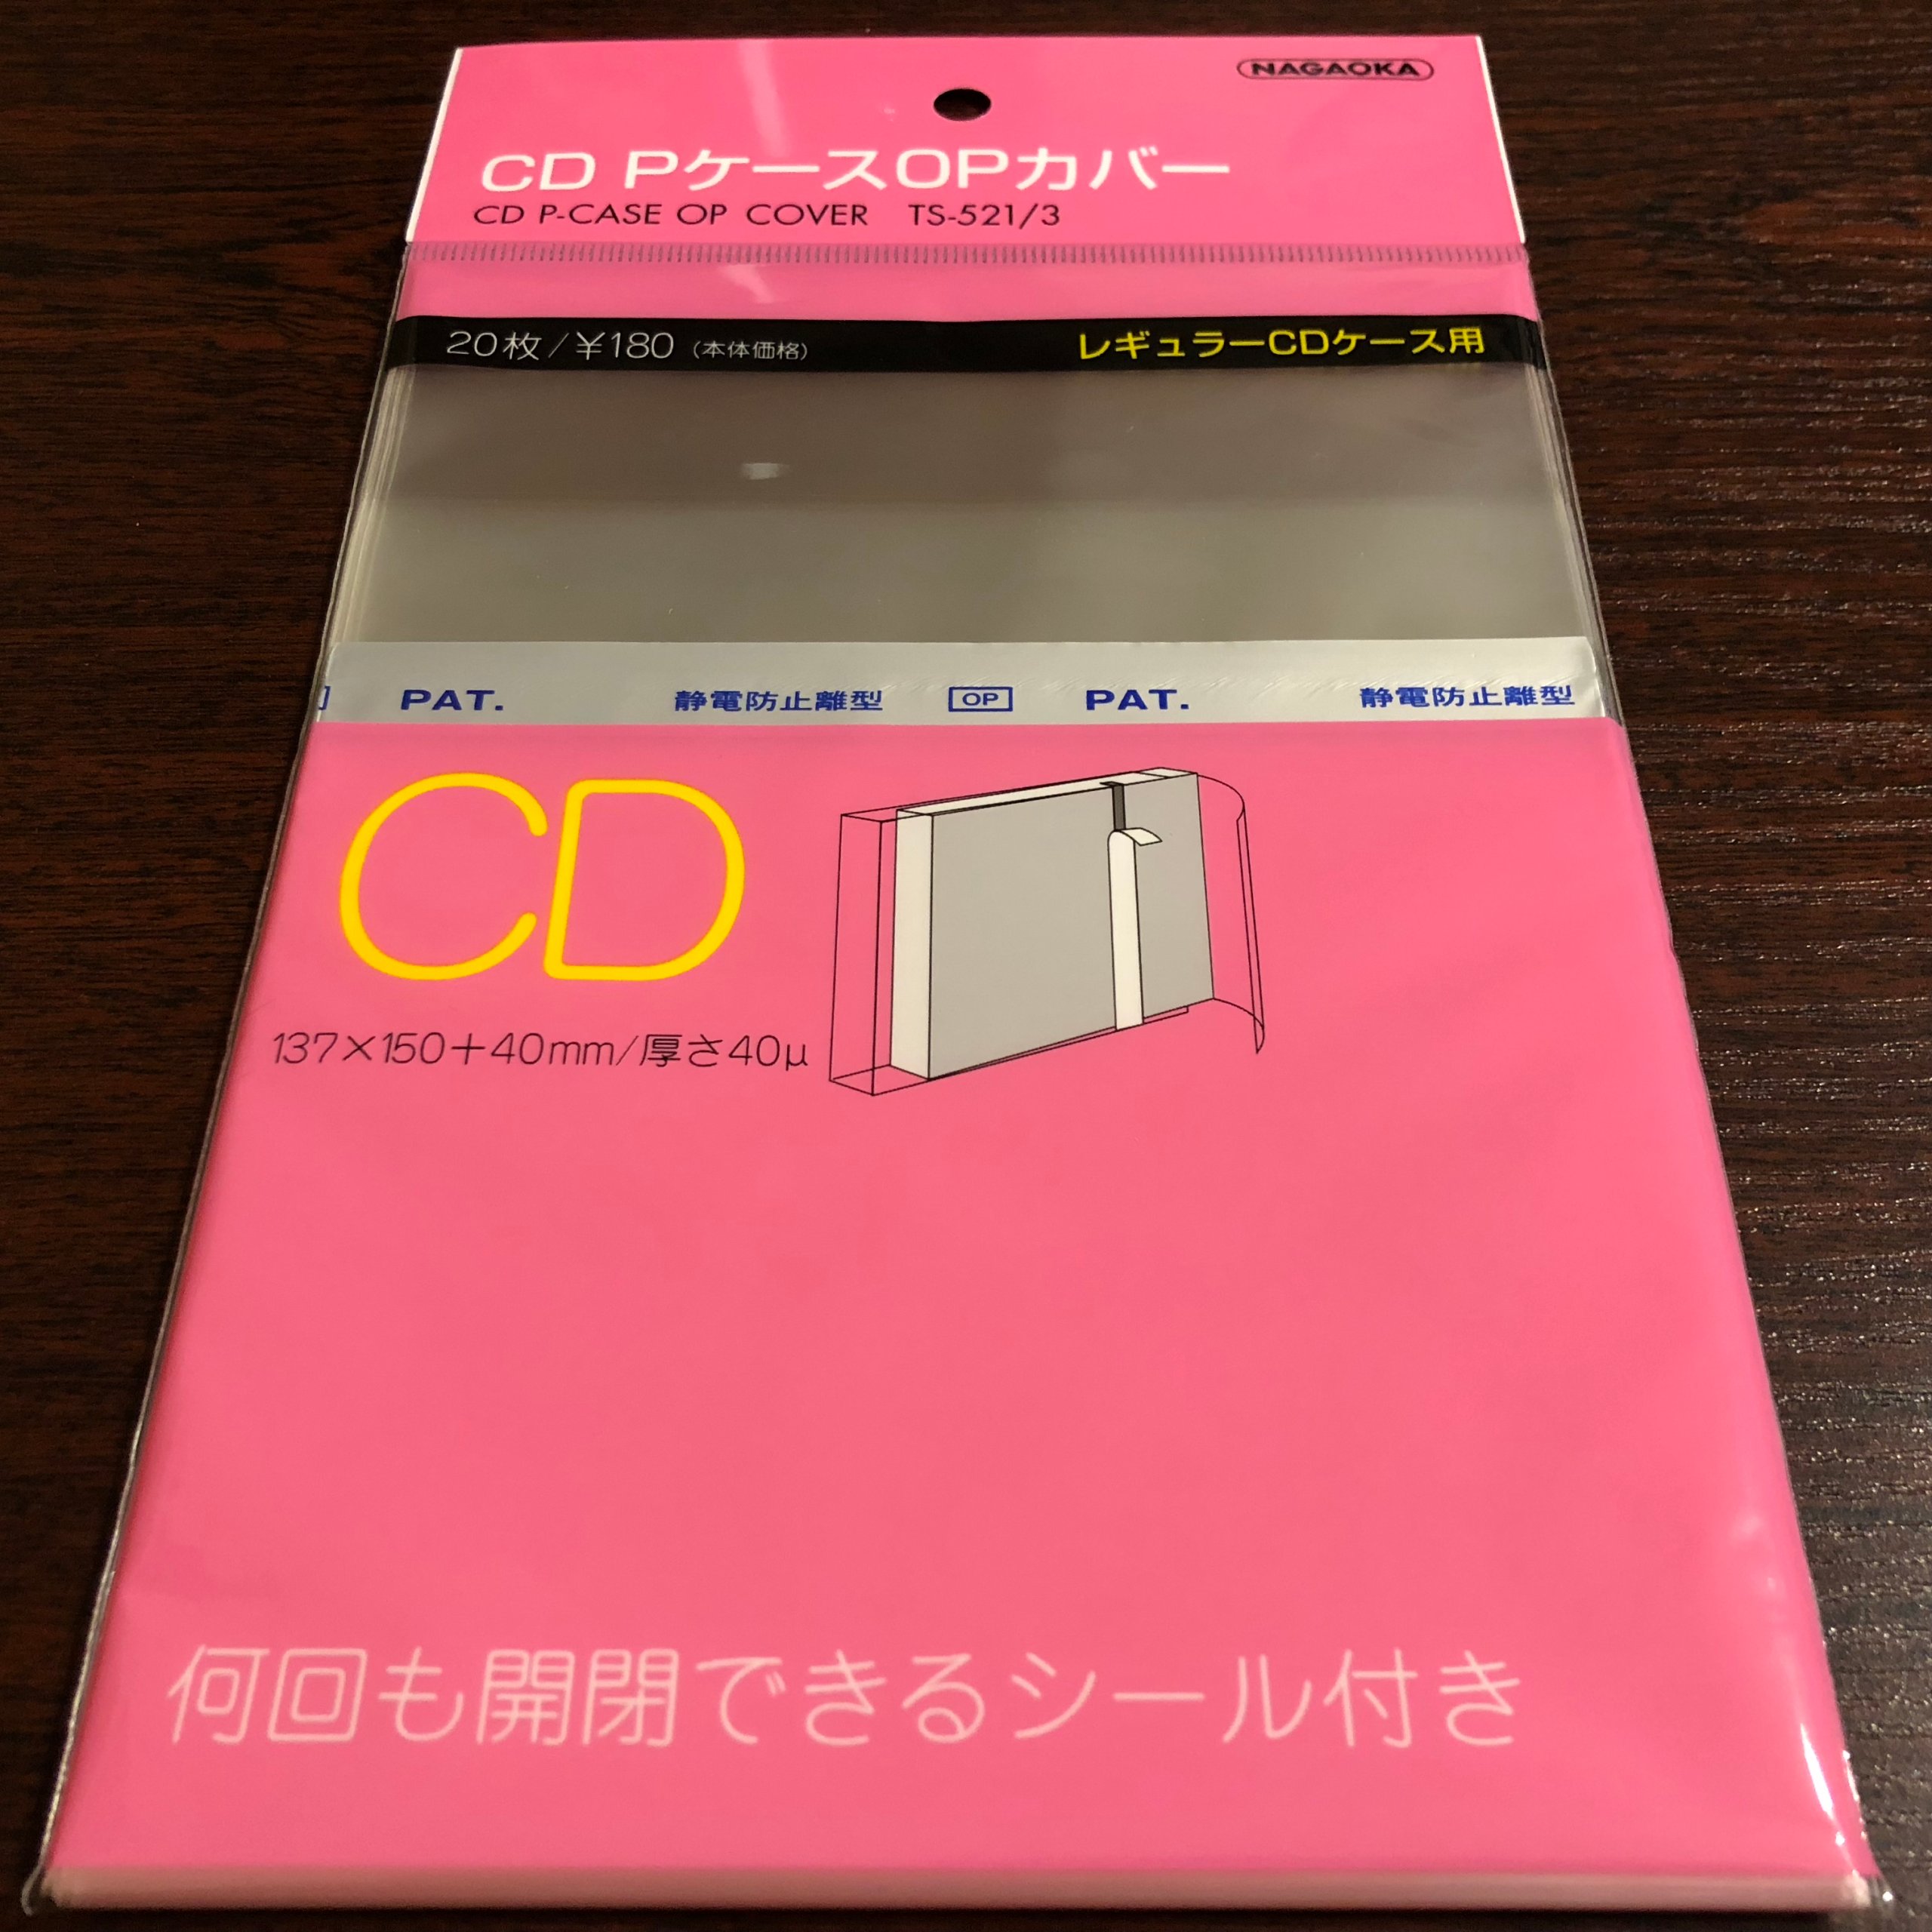 NAGAOKA
CD PケースOPカバー
CD P-CASE OP COVER TS-521/3
20枚/¥180 (本体価格) レギュラーCDケース用
PAT. 静電防止離型 OP PAT. 静電防止離型
CD
137×150+40mm/厚さ40μ
何回も開閉できるシール付き